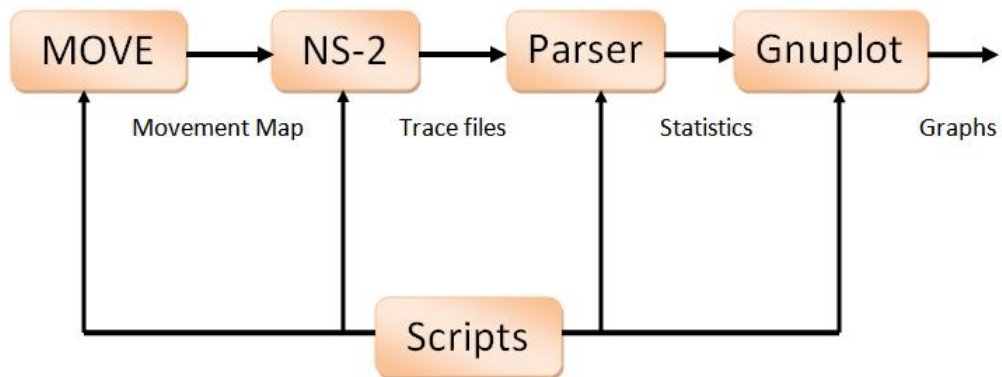 MOVE
NS-2
Parser
Gnuplot
Movement Map
Trace files
Statistics
Graphs
Scripts